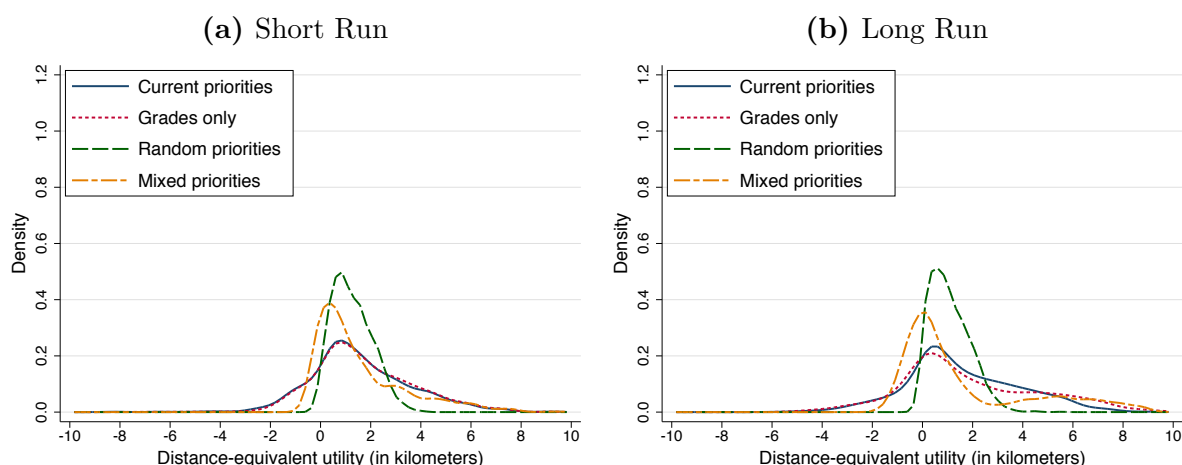 (a) Short Run
1.2
1.0
0.8
0.6
0.4
0.2
0.0
Density
Current priorities
Grades only
Random priorities
Mixed priorities
-10 -8 -6 -4 -2 0 2 4 6 8 10
Distance-equivalent utility (in kilometers)
(b) Long Run
1.2
1.0
0.8
0.6
0.4
0.2
0.0
Density
Current priorities
Grades only
Random priorities
Mixed priorities
-10 -8 -6 -4 -2 0 2 4 6 8 10
Distance-equivalent utility (in kilometers)